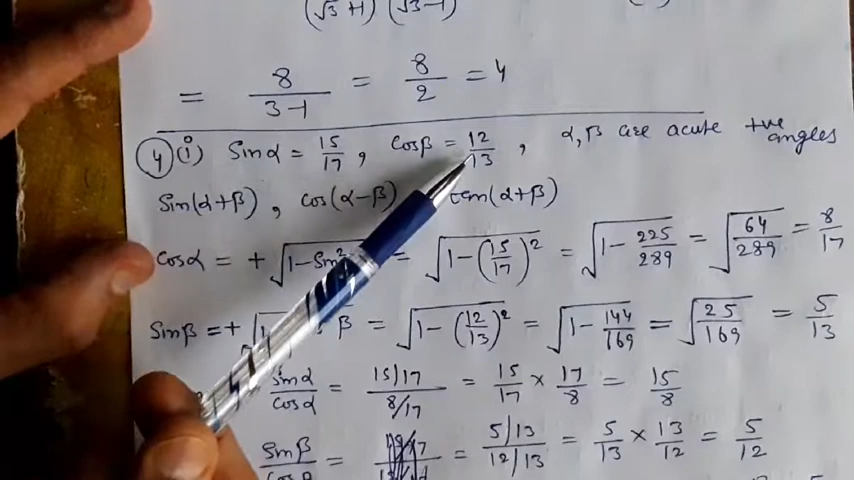 (√3 +1) (√3-1)
= 8/(3-1) = 8/2 = 4
4 (i) Sinα = 15/17 , Cosβ = 12/13 , α, β are acute +ve angles
Sin(α+β) , cos(α-β) tan(α+β)
Cosα = + √(1-Sin² = √(1-(15/17)²) = √(1- 225/289) = √(64/289) = 8/17
Sinβ = + √1 β = √(1-(12/13)²) = √(1- 144/169) = √(25/169) = 5/13
Sinα/cosα = (15/17)/(8/17) = 15/17 × 17/8 = 15/8
Sinβ/cosβ = = (5/13)/(12/13) = 5/13 × 13/12 = 5/12